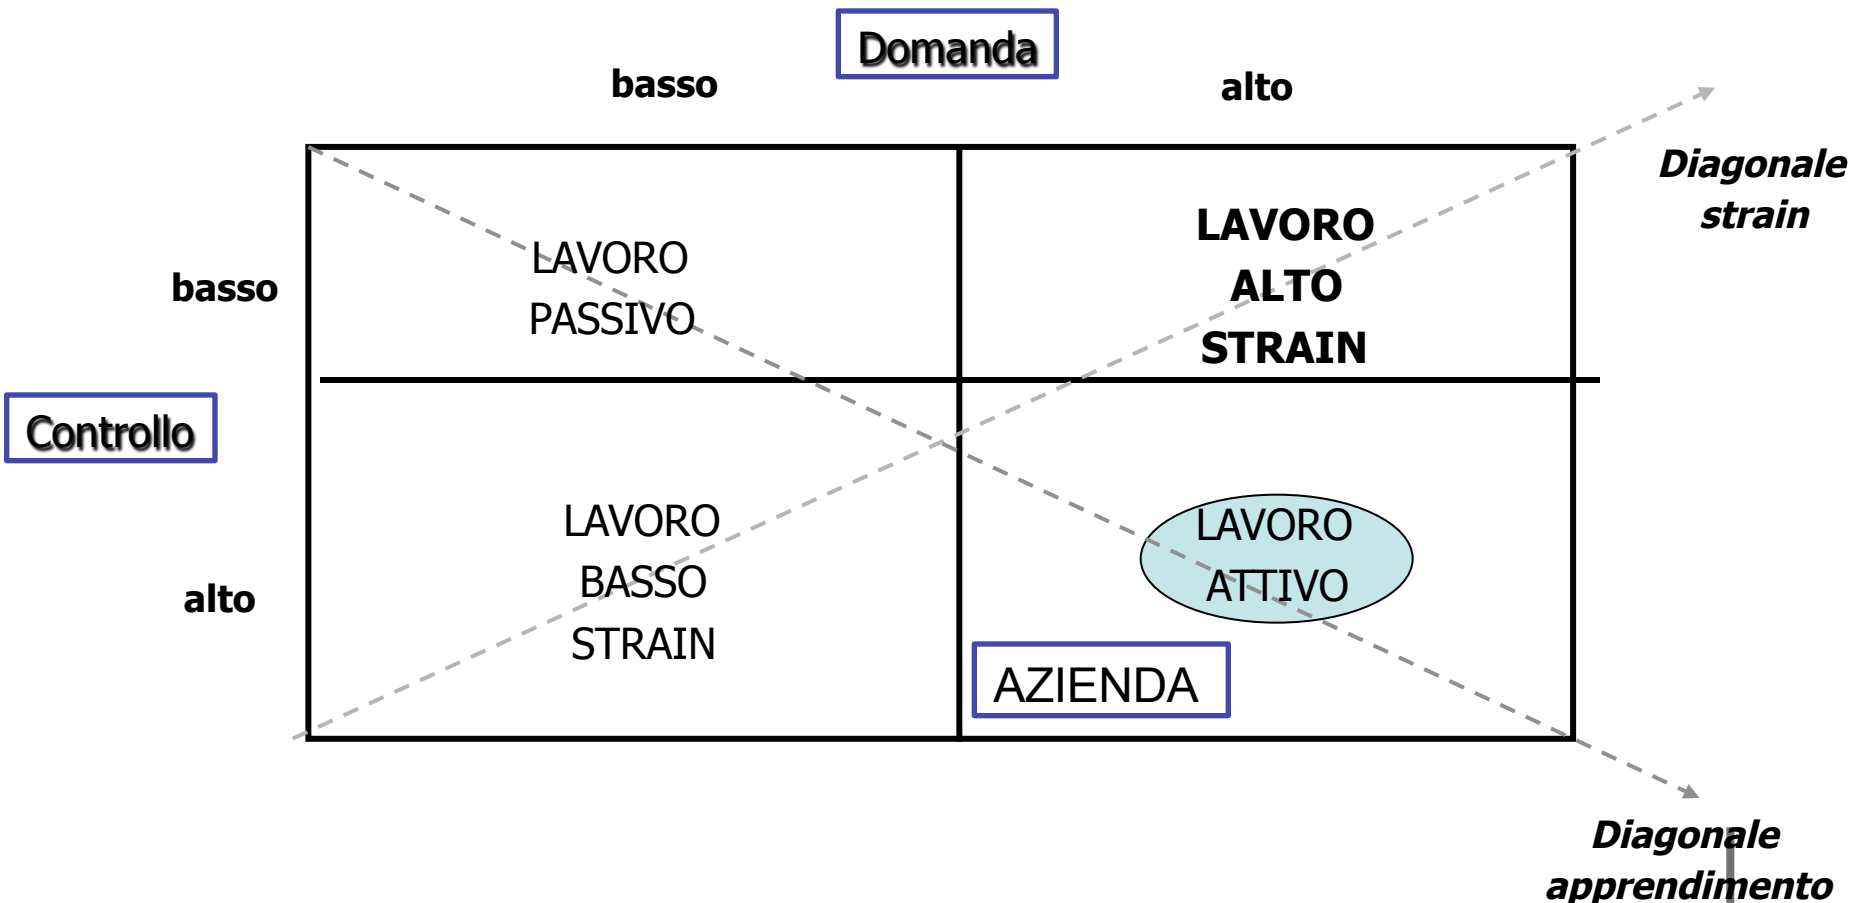 Domanda
basso
alto
Diagonale
strain
LAVORO
PASSIVO
LAVORO
ALTO
STRAIN
basso
Controllo
LAVORO
BASSO
STRAIN
LAVORO
ATTIVO
alto
AZIENDA
Diagonale
apprendimento